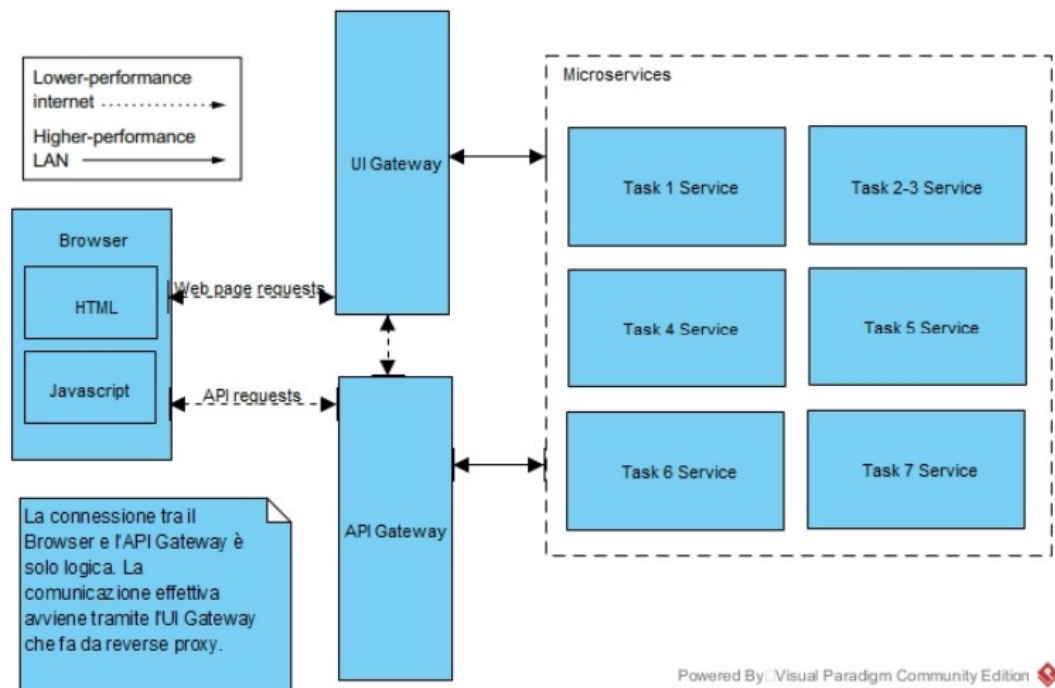 Lower-performance
internet
Higher-performance
LAN
UI Gateway
Microservices
Task 1 Service
Task 2-3 Service
Browser
HTML
Web page requests
Task 4 Service
Task 5 Service
Javascript
API requests
Task 6 Service
Task 7 Service
API Gateway
La connessione tra il
Browser e l'API Gateway è
solo logica. La
comunicazione effettiva
avviene tramite l'UI Gateway
che fa da reverse proxy.
Powered By Visual Paradigm Community Edition